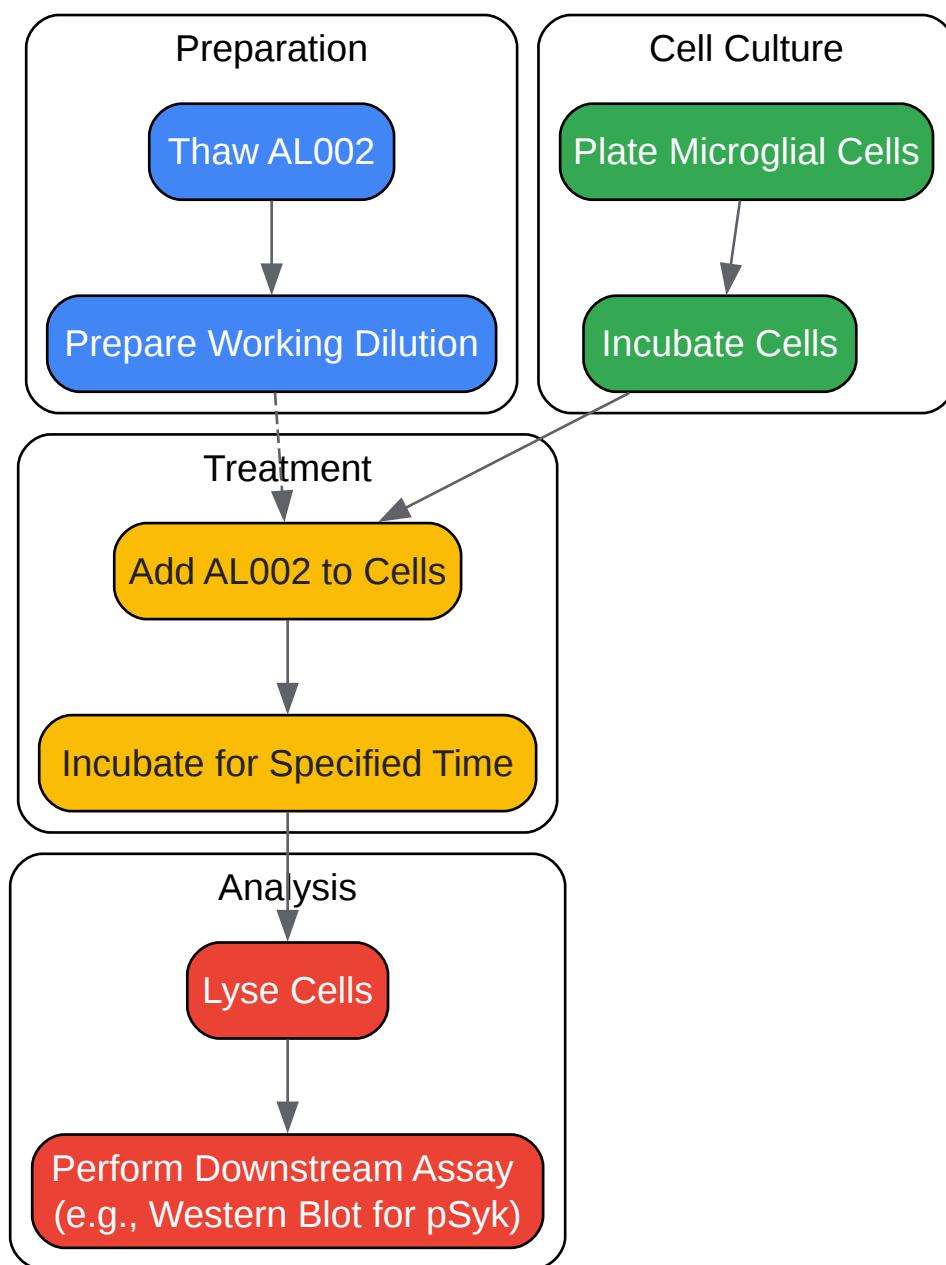 Preparation
Thaw AL002
Prepare Working Dilution
Cell Culture
Plate Microglial Cells
Incubate Cells
Treatment
Add AL002 to Cells
Incubate for Specified Time
Analysis
Lyse Cells
Perform Downstream Assay
(e.g., Western Blot for pSyk)